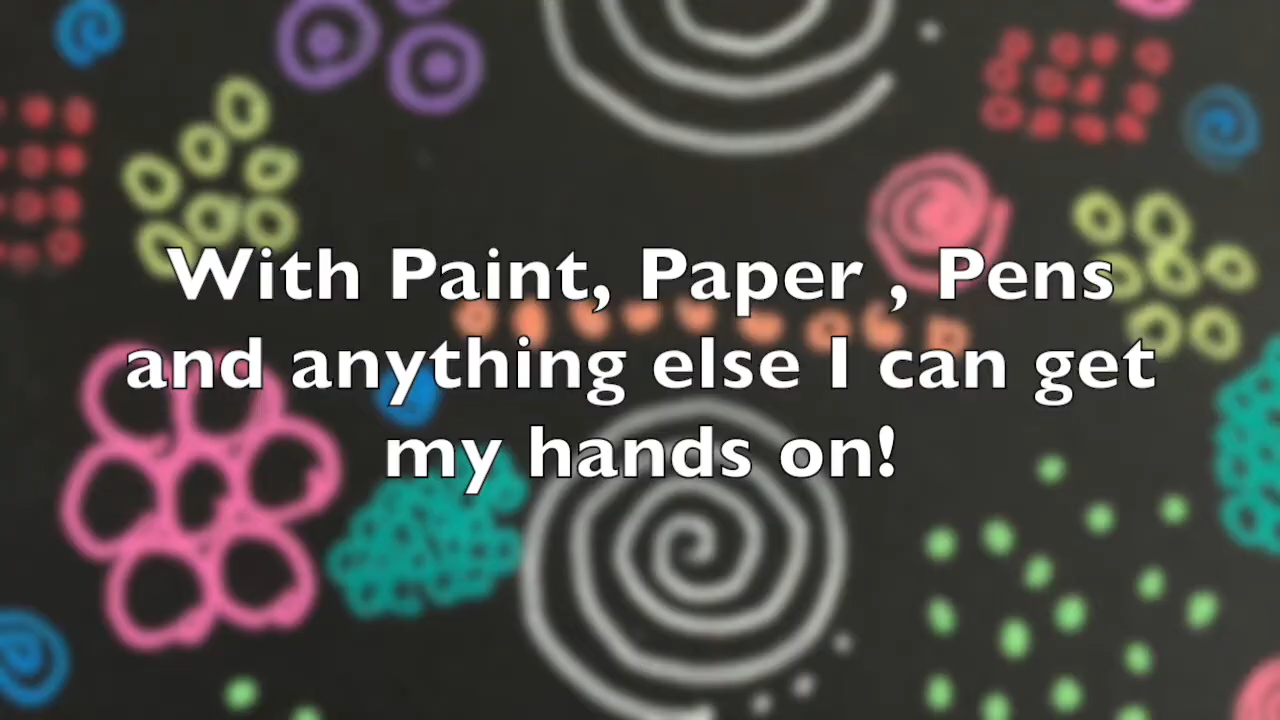 With Paint, Paper , Pens
and anything else I can get
my hands on!